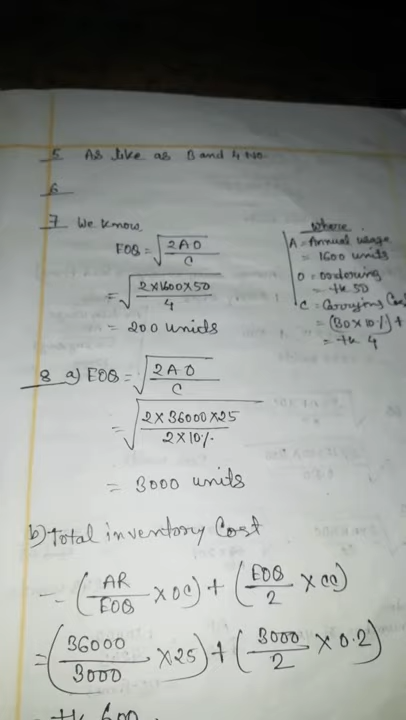 5 As like as 3 and 4 No.
6
7 We know,
EOQ = √(2AO / C)
= √(2×1600×50 / 4)
= 200 units
where
A = Annual usage
= 1600 units
O = ordering
= tk 50
C = Carrying Cost
= (30×10%) +
= tk 4
8 a) EOQ = √(2AO / C)
= √(2×36000×25 / 2×10%)
= 3000 units
b) Total inventory Cost
= (AR / EOQ × OC) + (EOQ / 2 × CC)
= (36000 / 3000 × 25) + (3000 / 2 × 0.2)
= tk 600